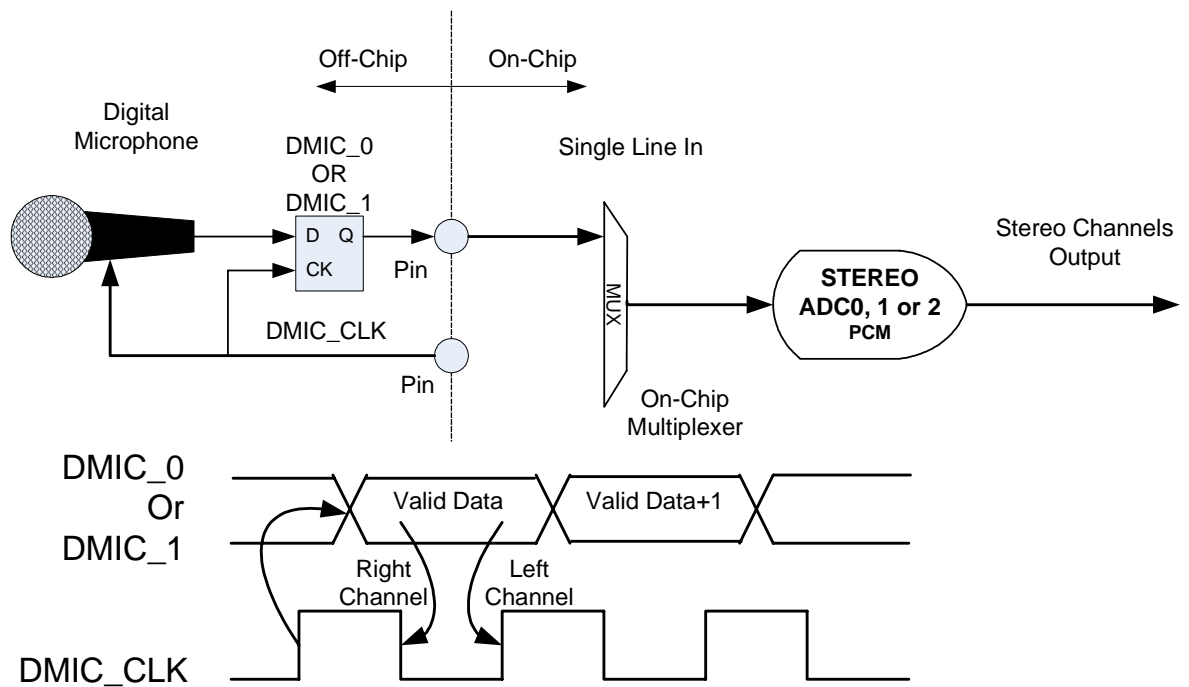 Off-Chip
On-Chip
Digital
Microphone
DMIC_0
OR
DMIC_1
Single Line In
D Q
CK
Pin
MUX
STEREO
ADC0, 1 or 2
PCM
Stereo Channels
Output
DMIC_CLK
Pin
On-Chip
Multiplexer
DMIC_0
Or
DMIC_1
Valid Data
Valid Data+1
Right
Channel
Left
Channel
DMIC_CLK